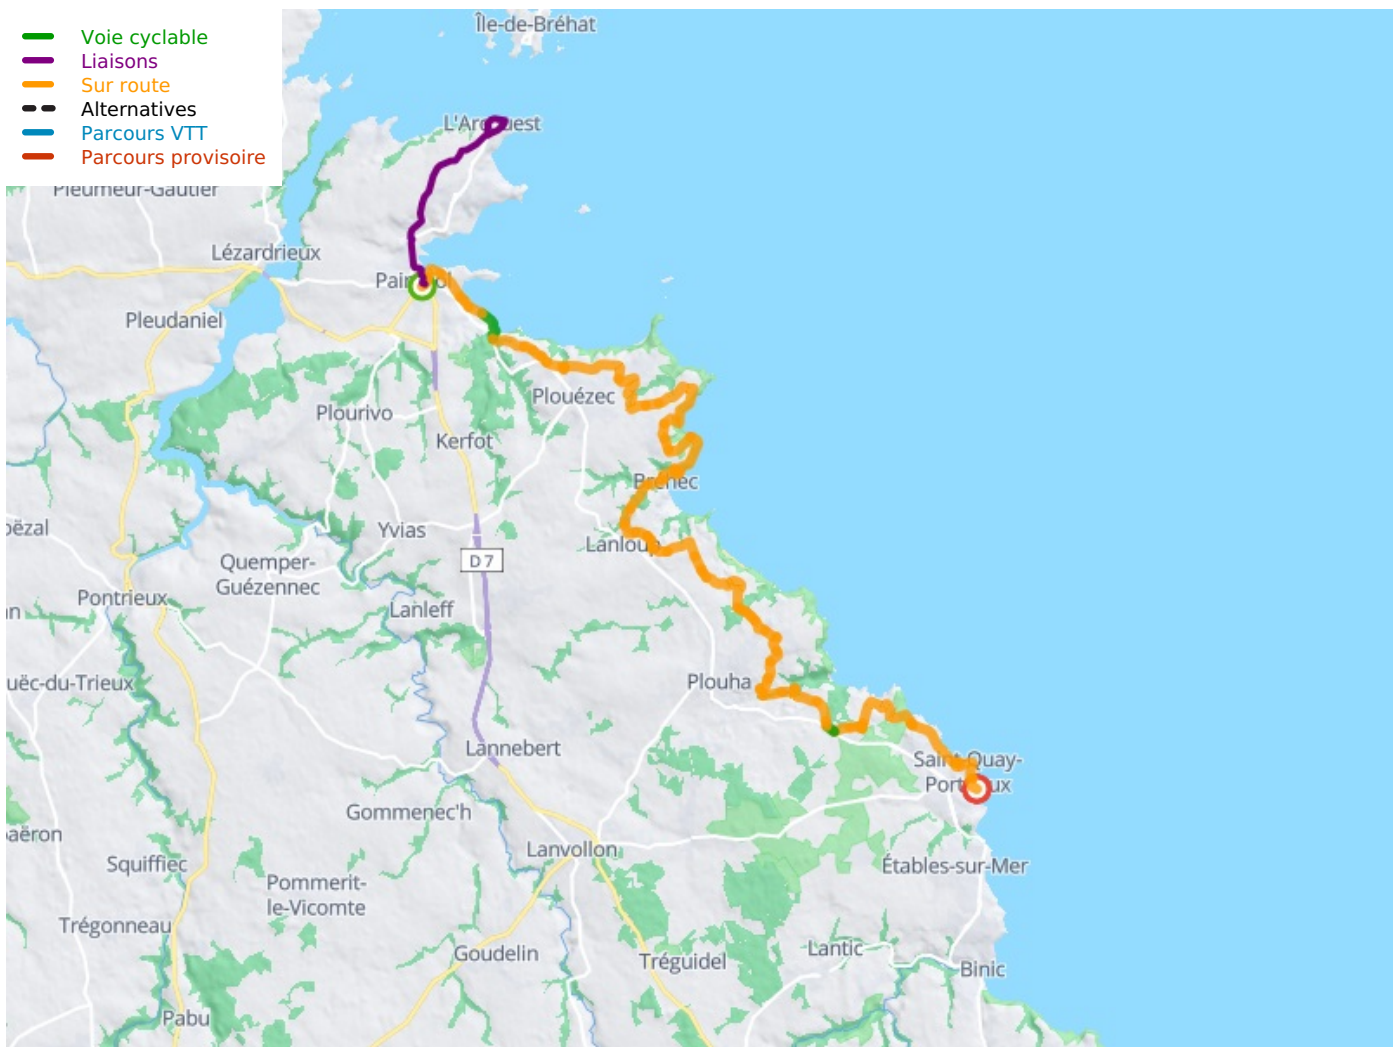 Île-de-Bréhat
Voie cyclable
Liaisons
Sur route
Alternatives
Parcours VTT
Parcours provisoire
Pleumeur-Gautier
Lézardrieux
Pleudaniel
Plouézec
Plourivo
Kerfot
Bréhec
Yvias
Lanloup
D 7
Quemper-
Guézennec
Pontrieux
Lanleff
Plouha
Lannebert
Gommenec'h
Lanvollon
Squiffiec
Étables-sur-Mer
Pommerit-
le-Vicomte
Trégonneau
Goudelin
Lantic
Tréguidel
Binic
Pabu